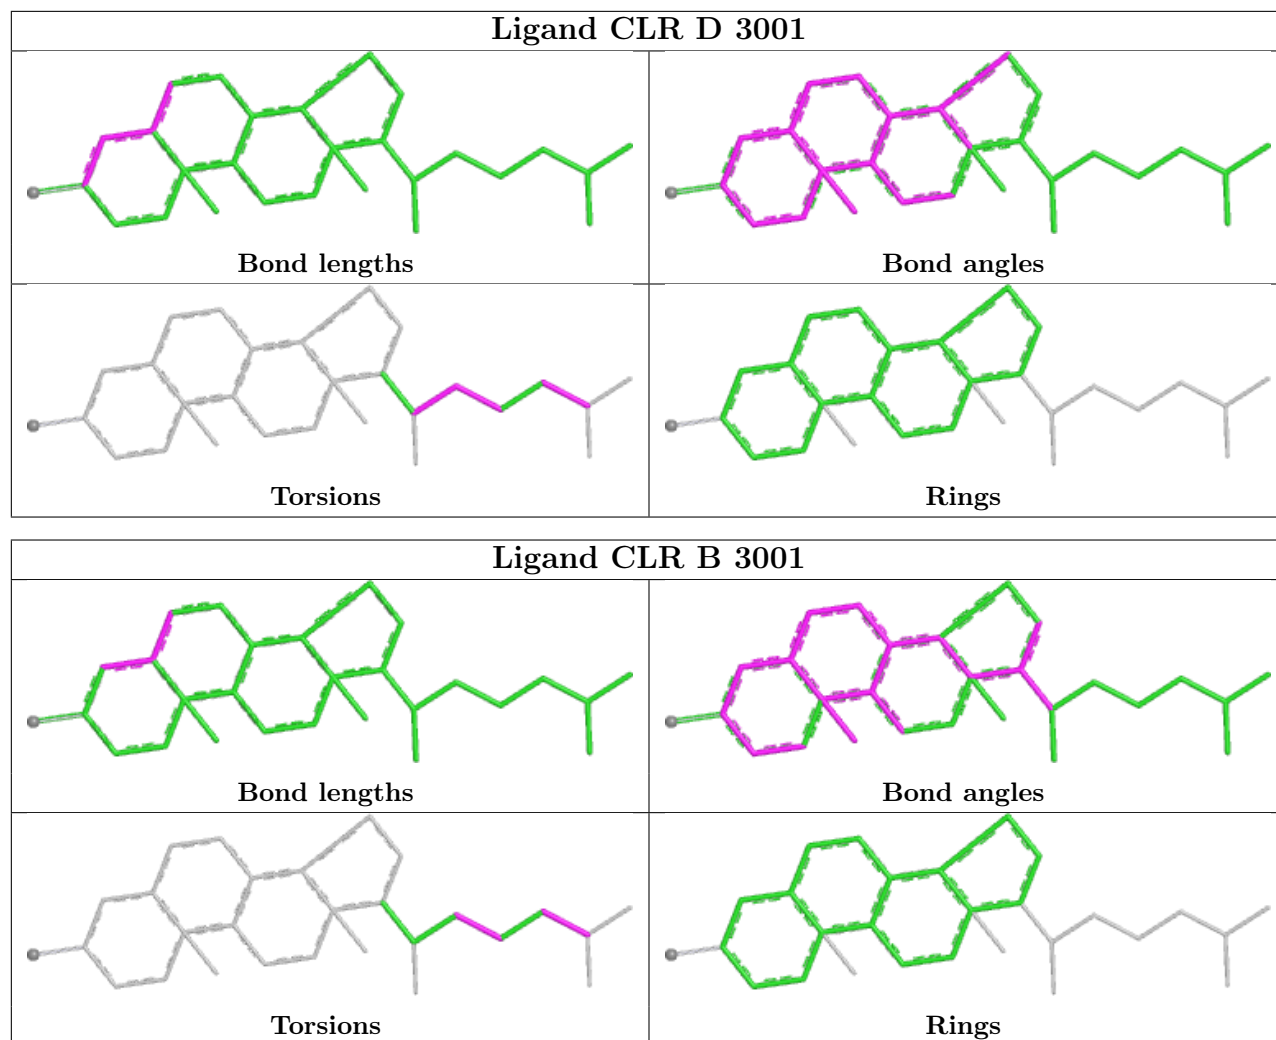 Ligand CLR D 3001
Bond lengths
Bond angles
Torsions
Rings
Ligand CLR B 3001
Bond lengths
Bond angles
Torsions
Rings